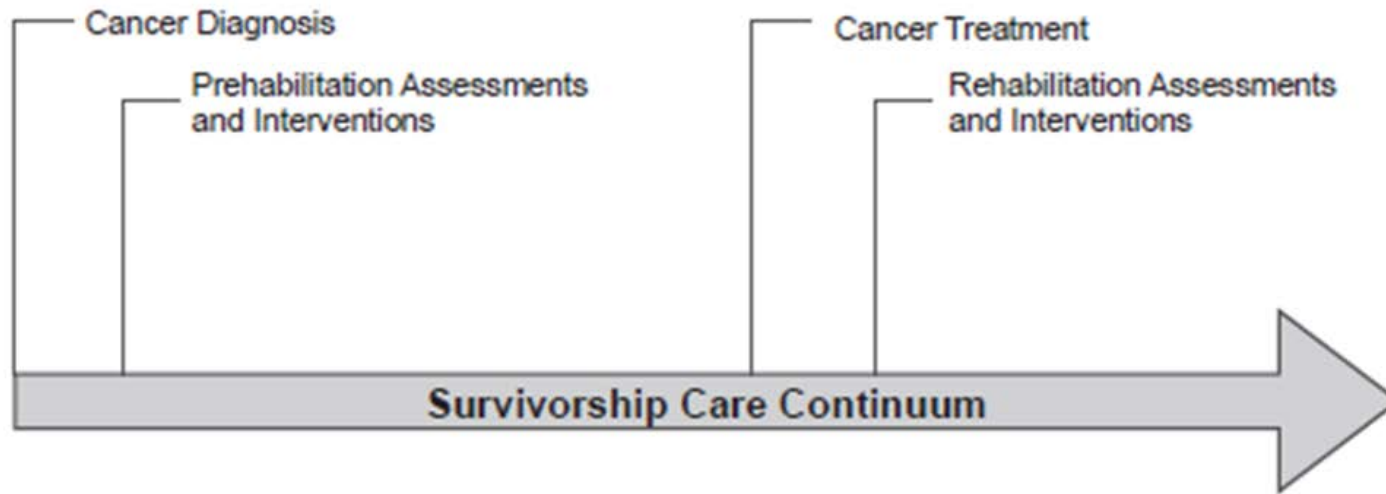 Cancer Diagnosis
Prehabilitation Assessments
and Interventions
Cancer Treatment
Rehabilitation Assessments
and Interventions
Survivorship Care Continuum